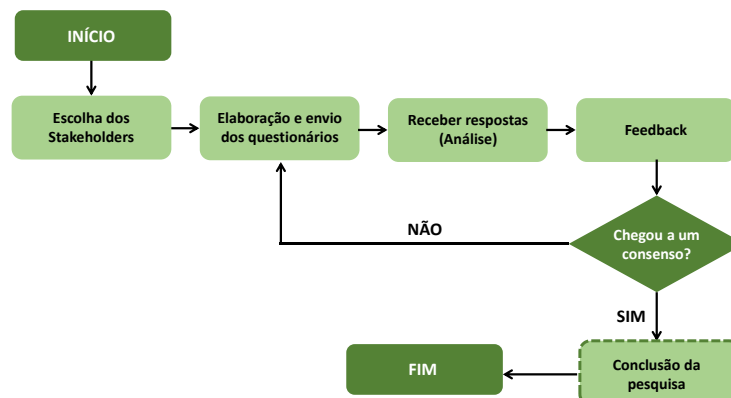 INÍCIO
Escolha dos
Stakeholders
Elaboração e envio
dos questionários
Receber respostas
(Análise)
Feedback
NÃO
Chegou a um
consenso?
SIM
FIM
Conclusão da
pesquisa